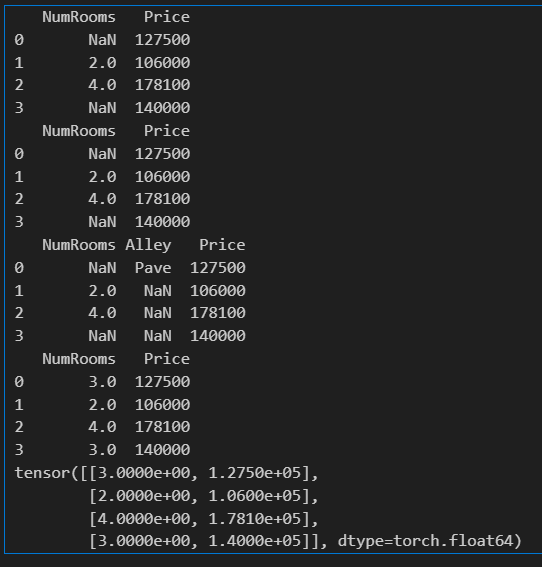 NumRooms   Price
0       NaN  127500
1       2.0  106000
2       4.0  178100
3       NaN  140000
   NumRooms   Price
0       NaN  127500
1       2.0  106000
2       4.0  178100
3       NaN  140000
   NumRooms Alley   Price
0       NaN  Pave  127500
1       2.0   NaN  106000
2       4.0   NaN  178100
3       NaN   NaN  140000
   NumRooms   Price
0       3.0  127500
1       2.0  106000
2       4.0  178100
3       3.0  140000
tensor([[3.0000e+00, 1.2750e+05],
        [2.0000e+00, 1.0600e+05],
        [4.0000e+00, 1.7810e+05],
        [3.0000e+00, 1.4000e+05]], dtype=torch.float64)